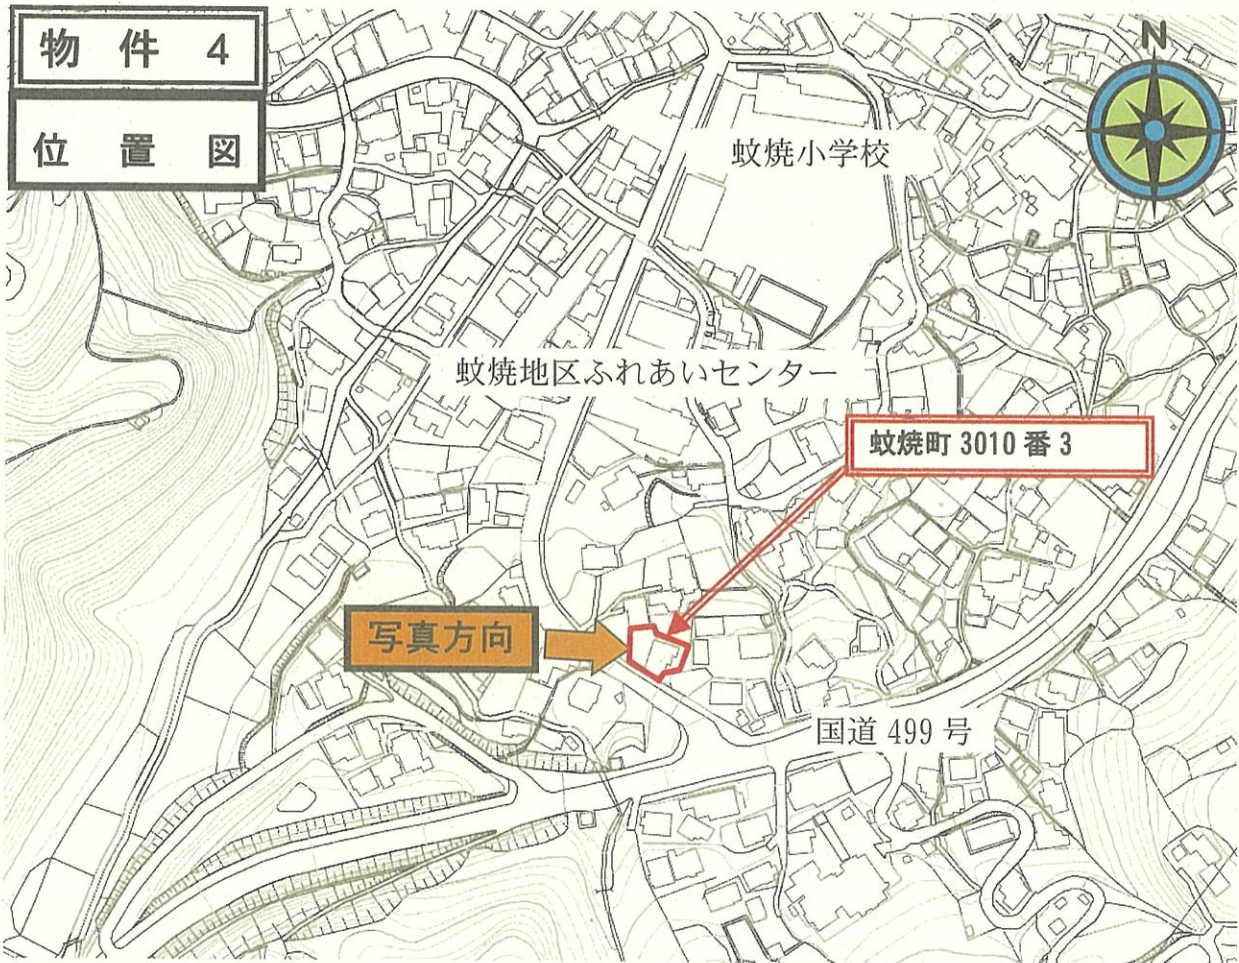 物件 4
位置図
N
蚊焼小学校
蚊焼地区ふれあいセンター
蚊焼町 3010 番 3
写真方向
国道 499 号